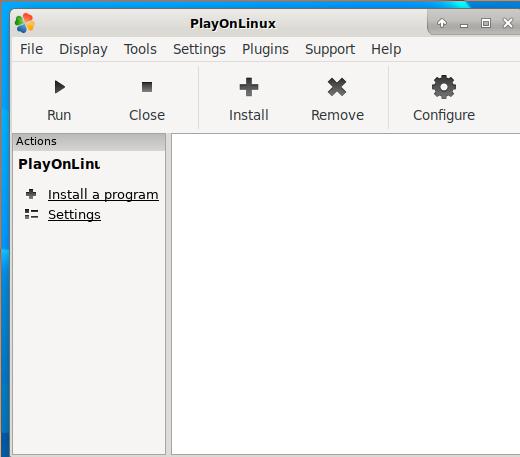 PlayOnLinux
File Display Tools Settings Plugins Support Help
Run Close Install Remove Configure
Actions
PlayOnLinu
Install a program
Settings